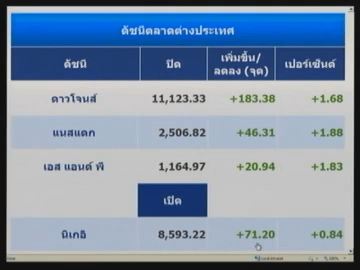 ดัชนีตลาดต่างประเทศ
ดัชนี ปิด เพิ่มขึ้น/ลดลง (จุด) เปอร์เซ็นต์
ดาวโจนส์ 11,123.33 +183.38 +1.68
แนสแดก 2,506.82 +46.31 +1.88
เอส แอนด์ พี 1,164.97 +20.94 +1.83
เปิด
นิเกอิ 8,593.22 +71.20 +0.84